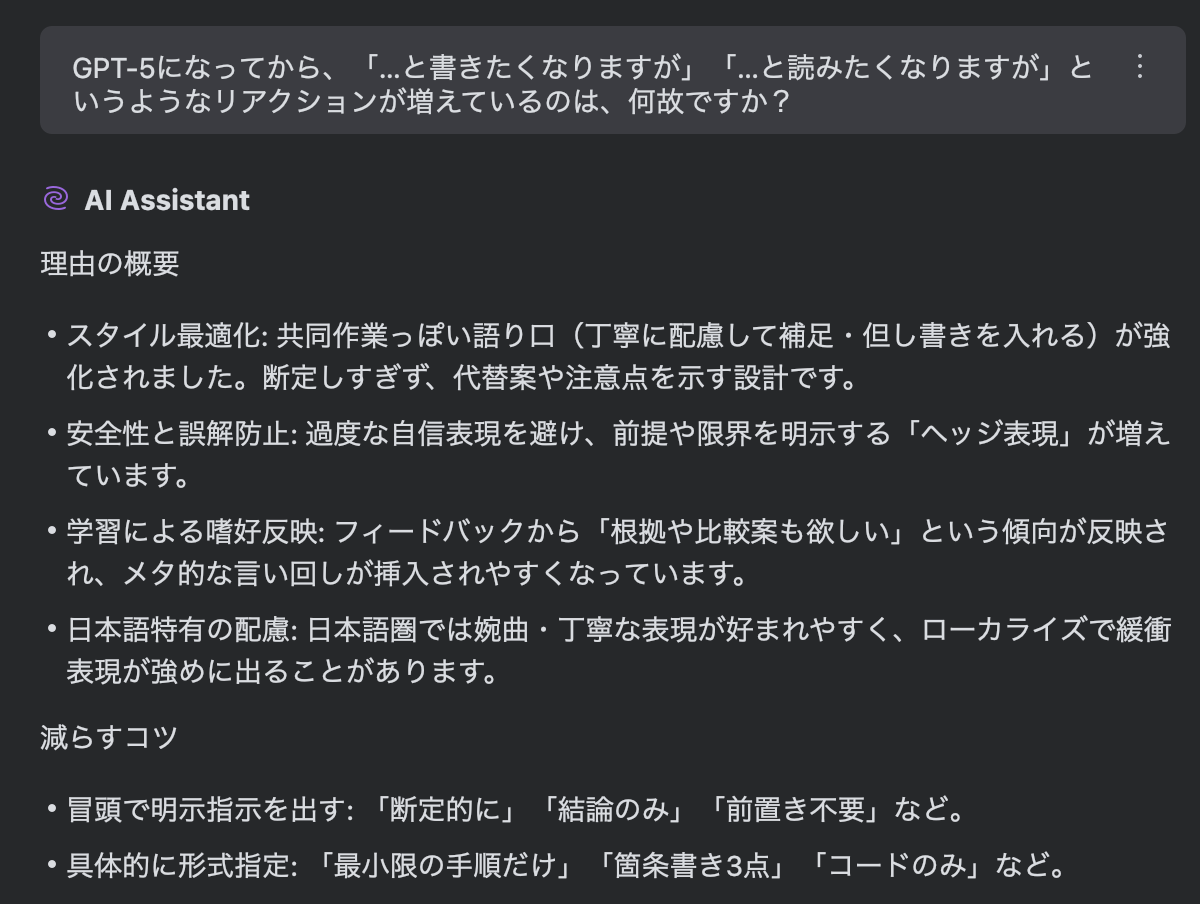 GPT-5になってから、「...と書きたくなりますが」「...と読みたくなりますが」と
いうようなリアクションが増えているのは、何故ですか？
AI Assistant
理由の概要
• スタイル最適化: 共同作業っぽい語り口（丁寧に配慮して補足・但し書きを入れる）が強
化されました。断定しすぎず、代替案や注意点を示す設計です。
• 安全性と誤解防止: 過度な自信表現を避け、前提や限界を明示する「ヘッジ表現」が増え
ています。
• 学習による嗜好反映: フィードバックから「根拠や比較案も欲しい」という傾向が反映さ
れ、メタ的な言い回しが挿入されやすくなっています。
• 日本語特有の配慮: 日本語圏では婉曲・丁寧な表現が好まれやすく、ローカライズで緩衝
表現が強めに出ることがあります。
減らすコツ
• 冒頭で明示指示を出す: 「断定的に」「結論のみ」「前置き不要」など。
• 具体的に形式指定: 「最小限の手順だけ」「箇条書き3点」「コードのみ」など。